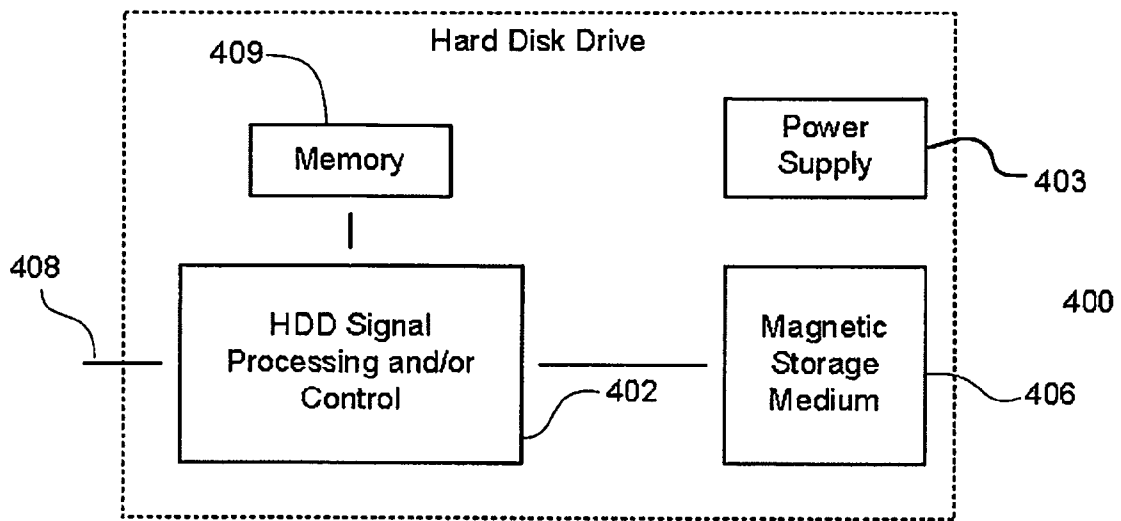 Hard Disk Drive
409
Memory
Power
Supply
403
408
HDD Signal
Processing and/or
Control
402
Magnetic
Storage
Medium
400
406